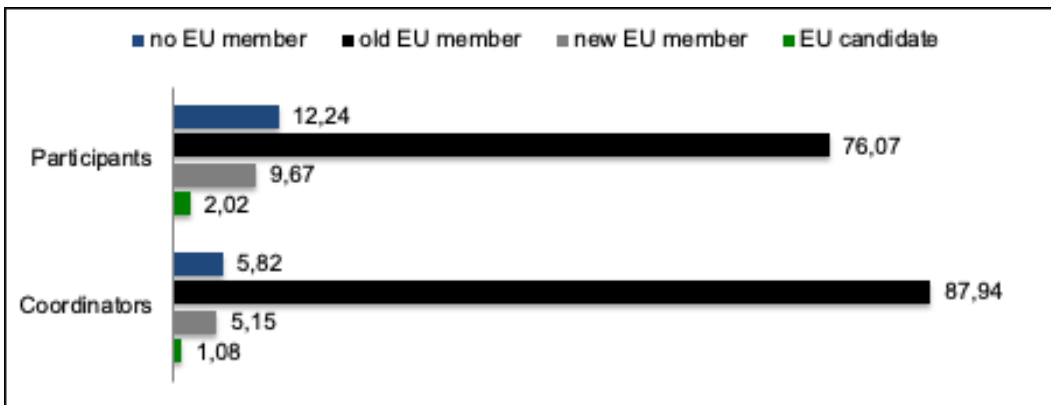 no EU member old EU member new EU member EU candidate
12,24
Participants
76,07
9,67
2,02
5,82
Coordinators
87,94
5,15
1,08